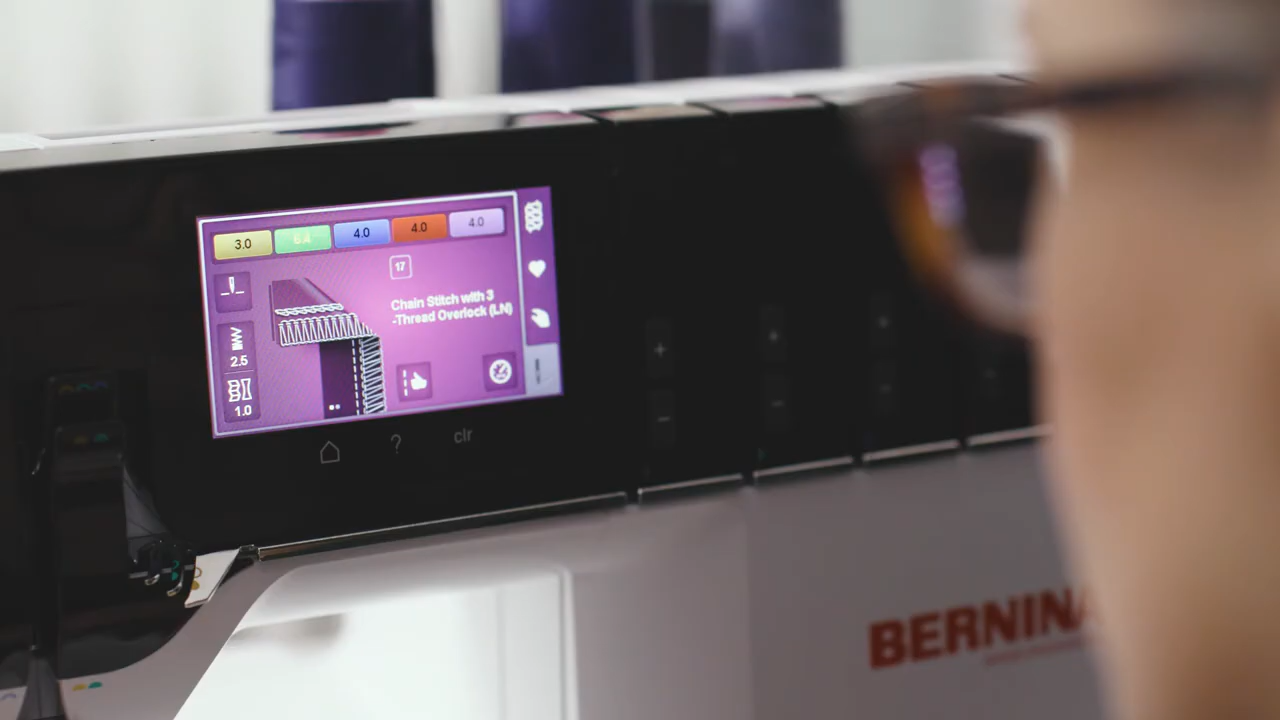 3.0 6.4 4.0 4.0 4.0
17
Chain Stitch with 3
-Thread Overlock (LN)
2.5
1.0
? clr
+ + +
− −
BERNINA